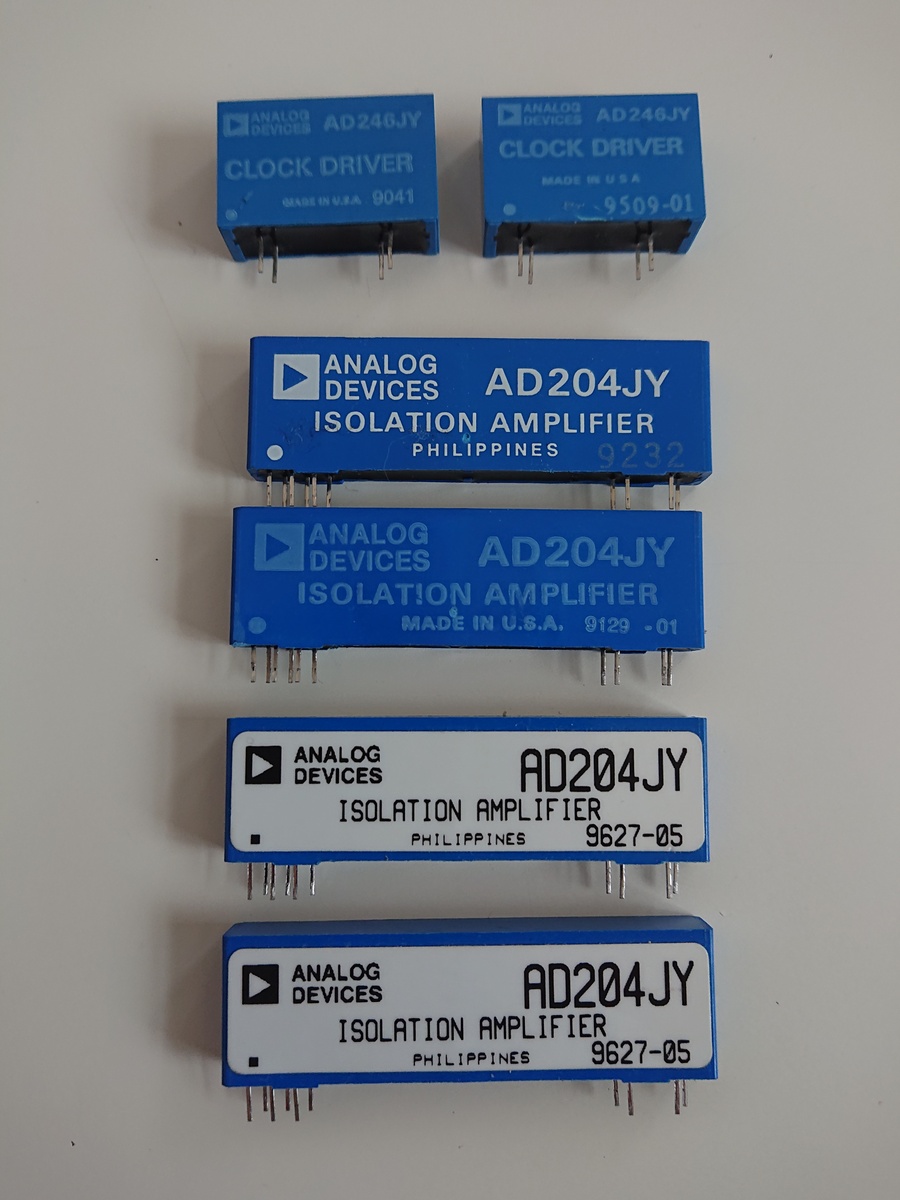 ANALOG
DEVICES AD246JY
CLOCK DRIVER
MADE IN U.S.A. 9041
ANALOG
DEVICES AD246JY
CLOCK DRIVER
MADE IN U S A
9509-01
ANALOG
DEVICES AD204JY
ISOLATION AMPLIFIER
PHILIPPINES 9232
ANALOG
DEVICES AD204JY
ISOLATION AMPLIFIER
MADE IN U.S.A. 9129 -01
ANALOG
DEVICES AD204JY
ISOLATION AMPLIFIER
PHILIPPINES 9627-05
ANALOG
DEVICES AD204JY
ISOLATION AMPLIFIER
PHILIPPINES 9627-05